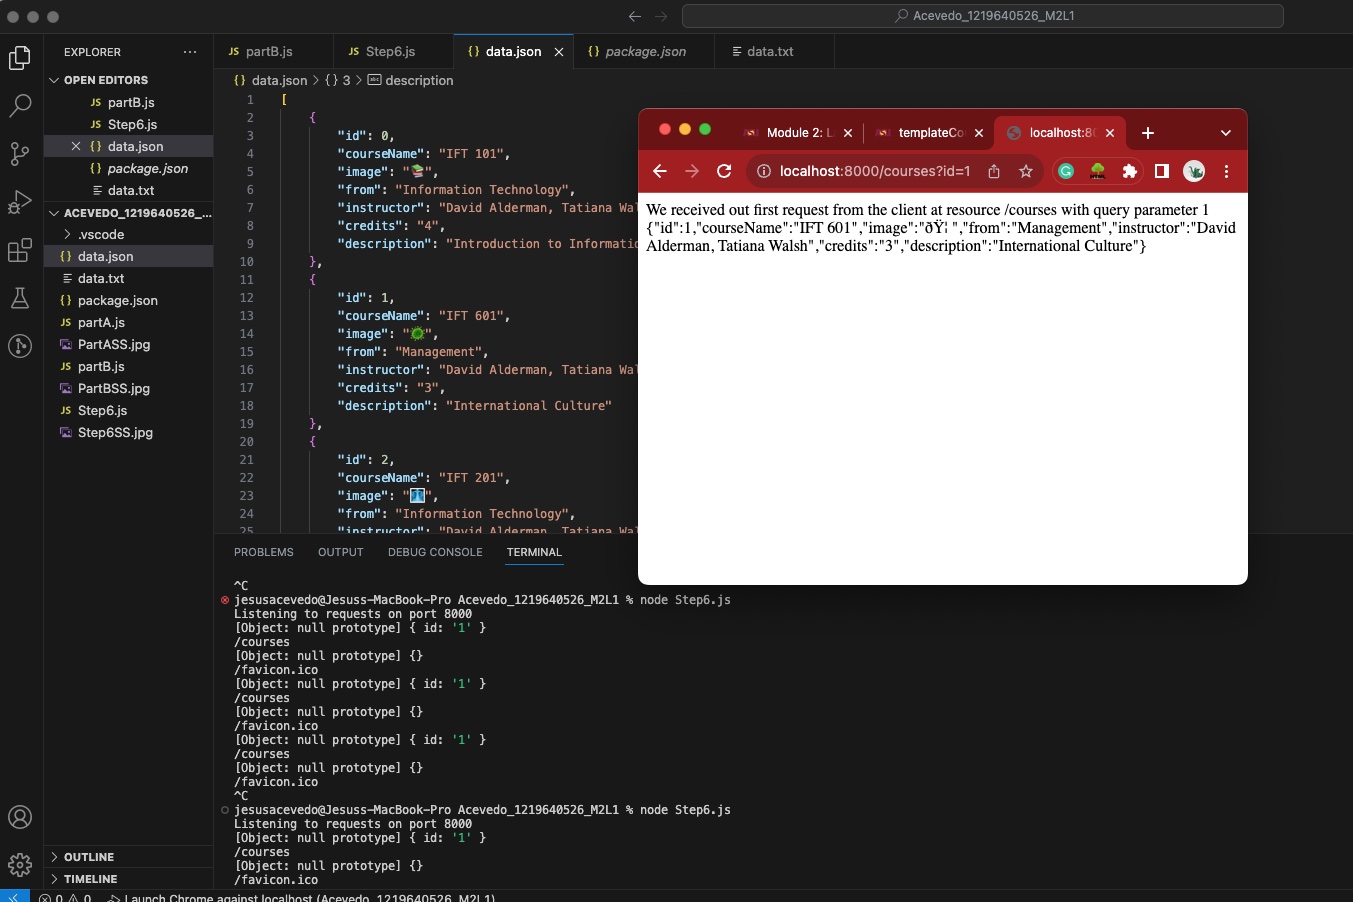 Acevedo_1219640526_M2L1
EXPLORER
OPEN EDITORS
JS partB.js
JS Step6.js
{} data.json
{} package.json
data.txt
ACEVEDO_1219640526_...
.vscode
{} data.json
data.txt
{} package.json
JS partA.js
PartASS.jpg
JS partB.js
PartBSS.jpg
JS Step6.js
Step6SS.jpg
OUTLINE
TIMELINE
JS partB.js
JS Step6.js
{} data.json
{} package.json
data.txt
{} data.json > {} 3 > abc description
1 [
2 {
3 "id": 0,
4 "courseName": "IFT 101",
5 "image": "📚",
6 "from": "Information Technology",
7 "instructor": "David Alderman, Tatiana Wal
8 "credits": "4",
9 "description": "Introduction to Informatio
10 },
11 {
12 "id": 1,
13 "courseName": "IFT 601",
14 "image": "🦠",
15 "from": "Management",
16 "instructor": "David Alderman, Tatiana Wal
17 "credits": "3",
18 "description": "International Culture"
19 },
20 {
21 "id": 2,
22 "courseName": "IFT 201",
23 "image": "🩻",
24 "from": "Information Technology",
25 "instructor": "David Alderman, Tatiana Wal
Module 2: L
templateCo
localhost:80
localhost:8000/courses?id=1
We received out first request from the client at resource /courses with query parameter 1
{"id":1,"courseName":"IFT 601","image":"ðŸ¦ ","from":"Management","instructor":"David
Alderman, Tatiana Walsh","credits":"3","description":"International Culture"}
PROBLEMS
OUTPUT
DEBUG CONSOLE
TERMINAL
^C
jesusacevedo@Jesuss-MacBook-Pro Acevedo_1219640526_M2L1 % node Step6.js
Listening to requests on port 8000
[Object: null prototype] { id: '1' }
/courses
[Object: null prototype] {}
/favicon.ico
[Object: null prototype] { id: '1' }
/courses
[Object: null prototype] {}
/favicon.ico
[Object: null prototype] { id: '1' }
/courses
[Object: null prototype] {}
/favicon.ico
^C
jesusacevedo@Jesuss-MacBook-Pro Acevedo_1219640526_M2L1 % node Step6.js
Listening to requests on port 8000
[Object: null prototype] { id: '1' }
/courses
[Object: null prototype] {}
/favicon.ico
0 0 Launch Chrome against localhost (Acevedo_1219640526_M2L1)